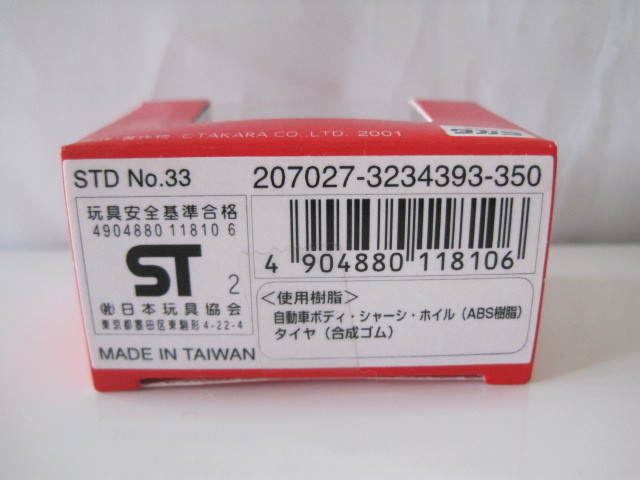 ©TAKARA CO., LTD. 2001
タカラ
STD No.33
207027-3234393-350
玩具安全基準合格
4904880 11810 6
ST 2
㈳日本玩具協会
東京都墨田区東駒形4-22-4
MADE IN TAIWAN
4 904880 118106
<使用樹脂>
自動車ボディ・シャーシ・ホイル（ABS樹脂）
タイヤ（合成ゴム）